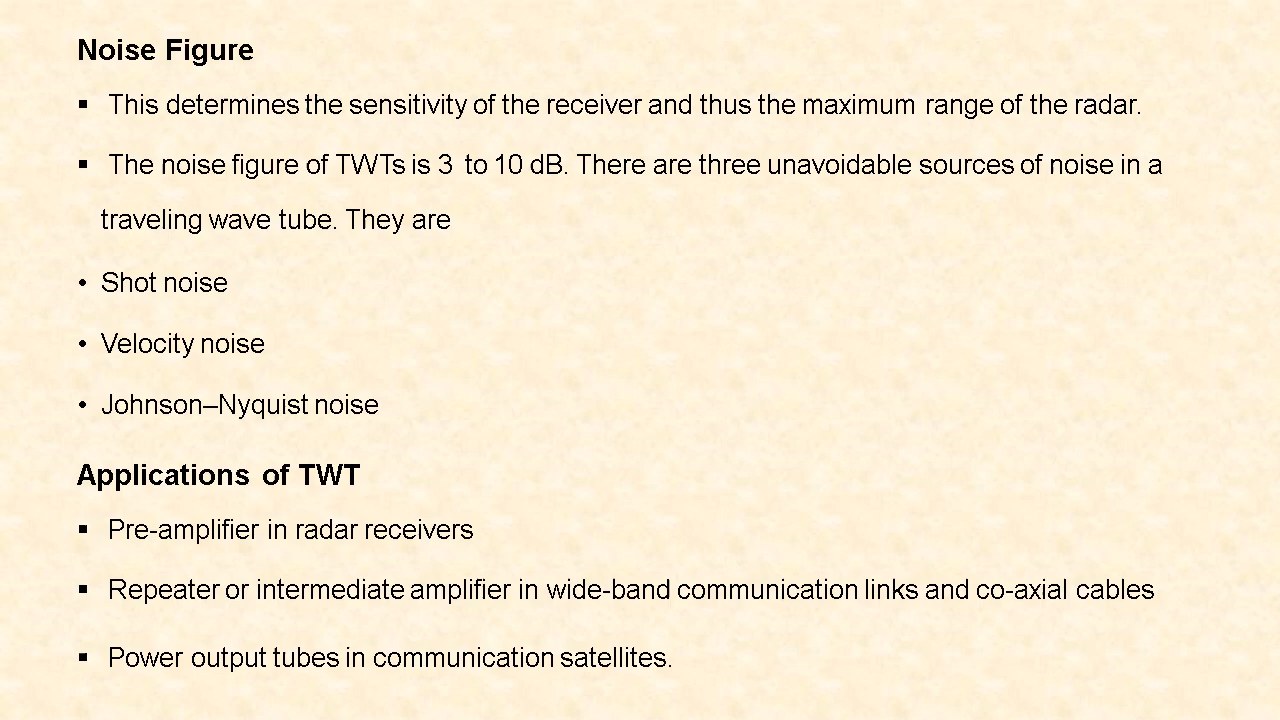 Noise Figure
▪ This determines the sensitivity of the receiver and thus the maximum range of the radar.
▪ The noise figure of TWTs is 3 to 10 dB. There are three unavoidable sources of noise in a
traveling wave tube. They are
• Shot noise
• Velocity noise
• Johnson–Nyquist noise
Applications of TWT
▪ Pre-amplifier in radar receivers
▪ Repeater or intermediate amplifier in wide-band communication links and co-axial cables
▪ Power output tubes in communication satellites.